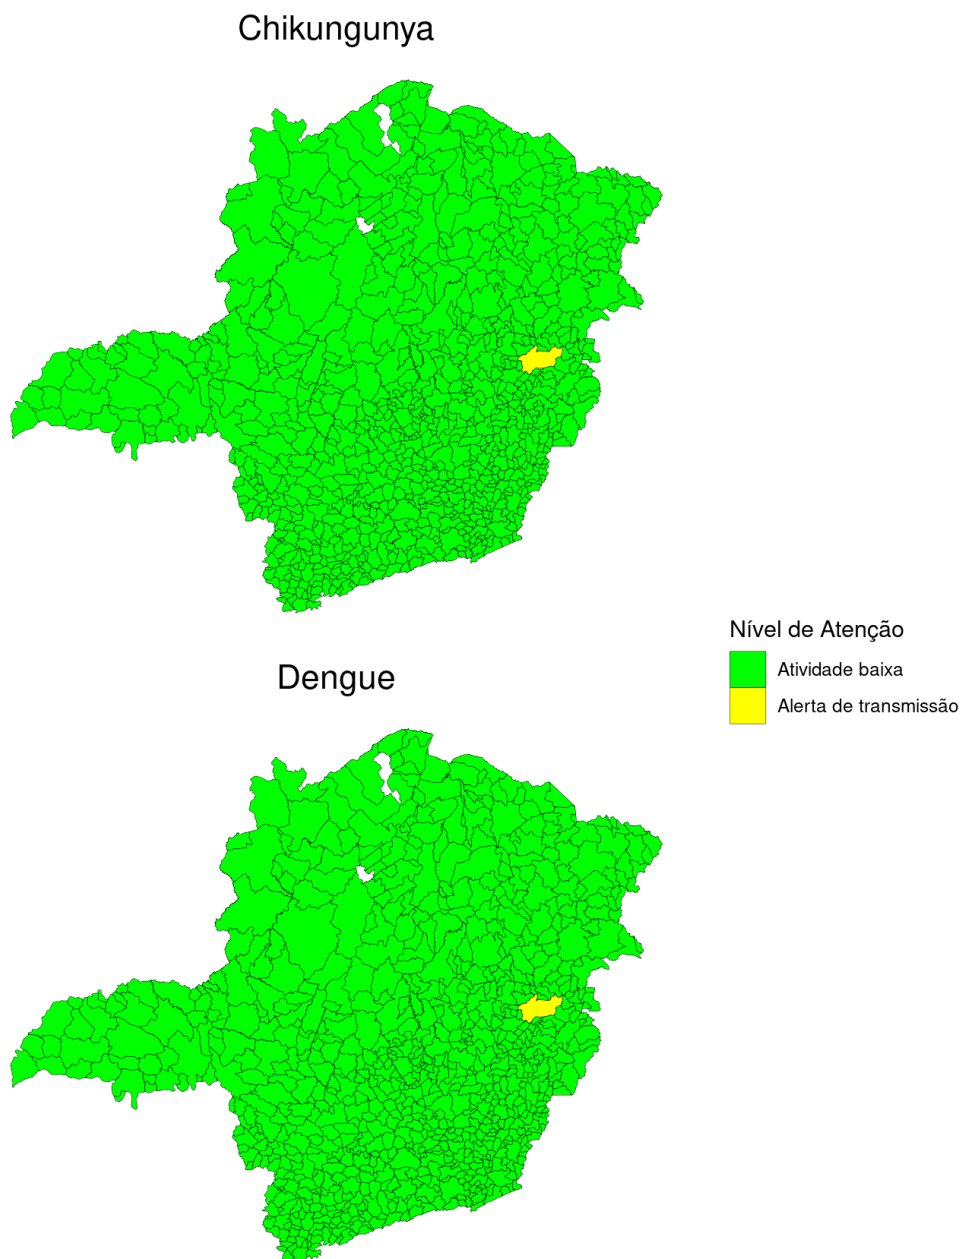 Chikungunya
Nível de Atenção
Atividade baixa
Alerta de transmissão
Dengue